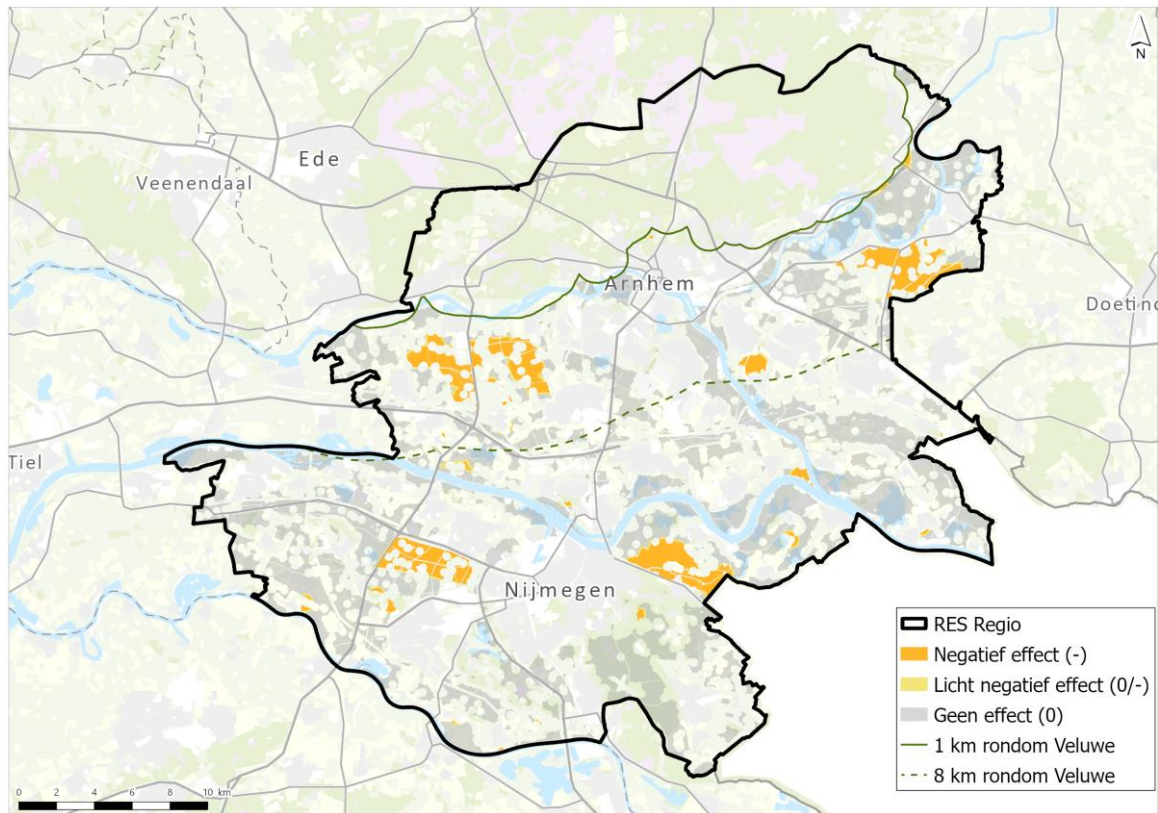 N
Ede
Veenendaal
Arnhem
Doetinc
Tiel
Nijmegen
RES Regio
Negatief effect (-)
Licht negatief effect (0/-)
Geen effect (0)
1 km rondom Veluwe
8 km rondom Veluwe
0 2 4 6 8 10 km